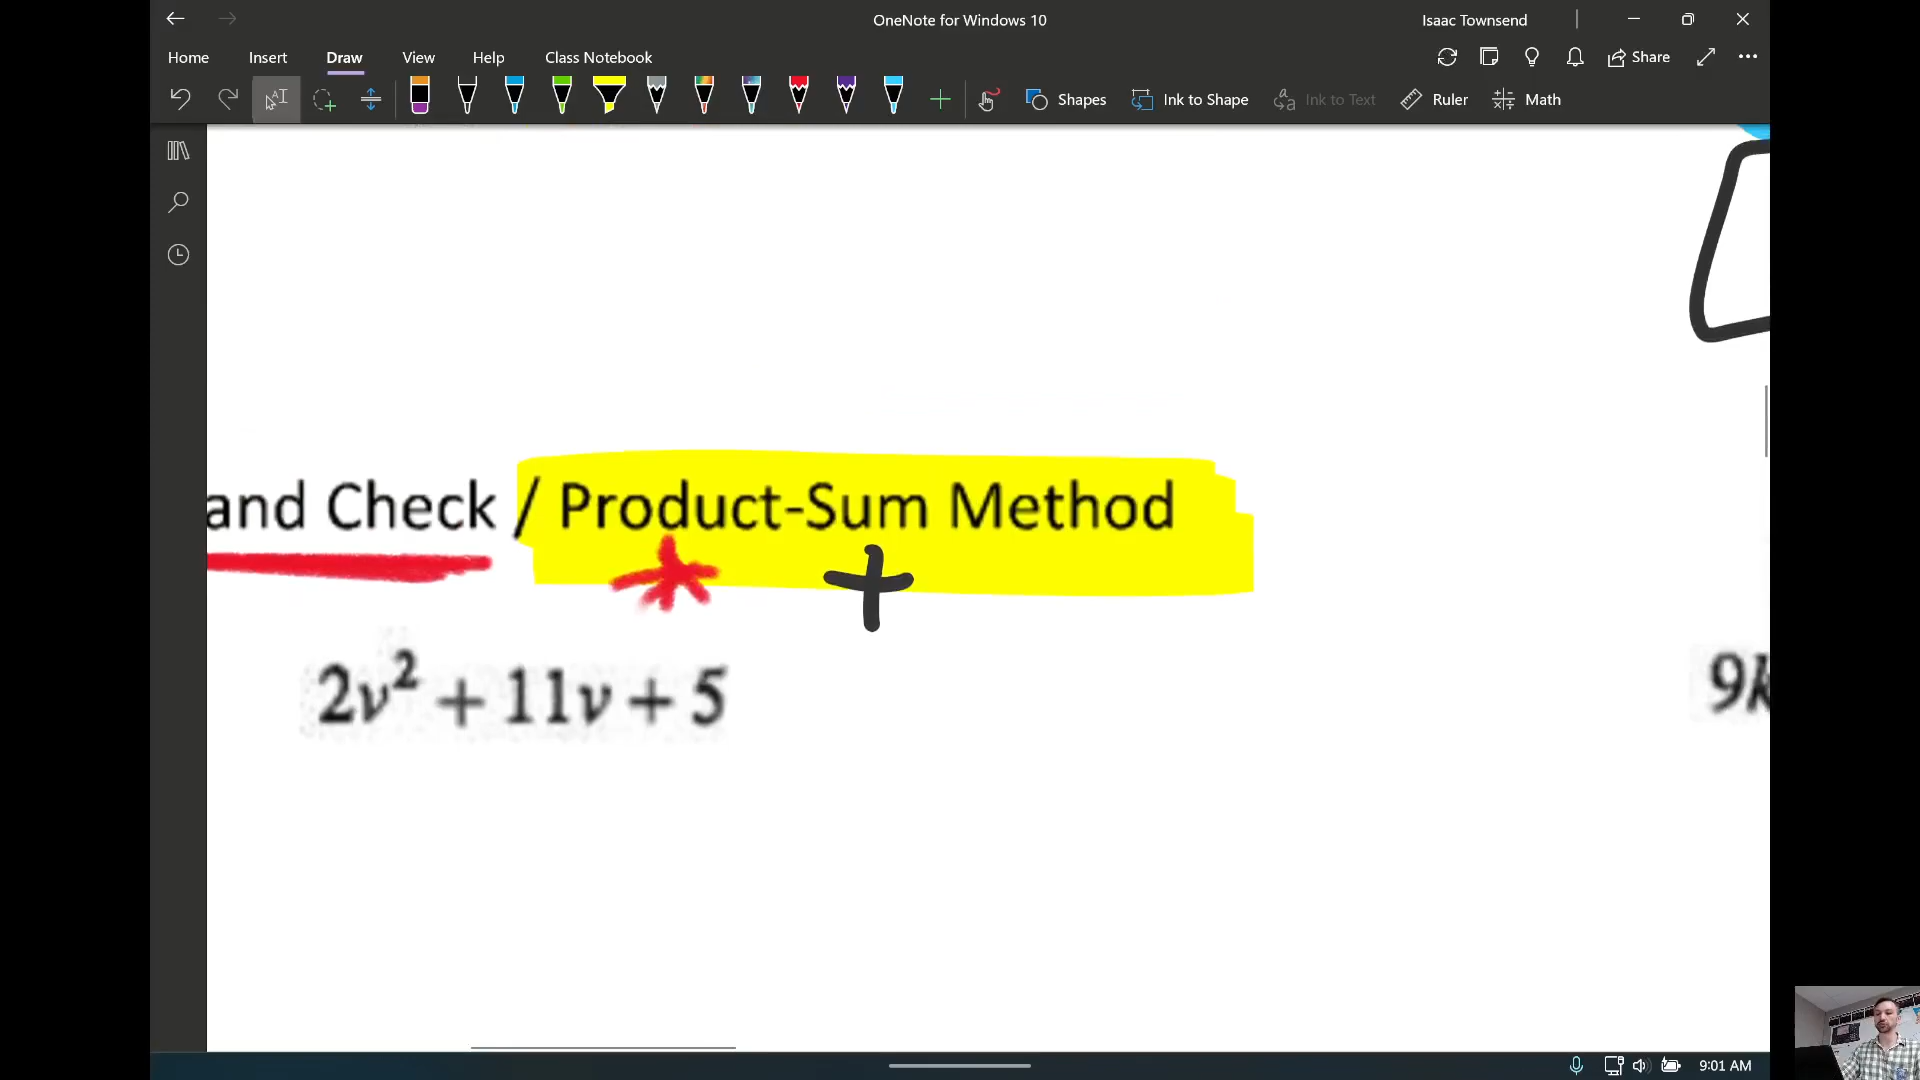 OneNote for Windows 10
Isaac Townsend
Home Insert Draw View Help Class Notebook
Share
Shapes Ink to Shape Ink to Text Ruler Math
and Check / Product-Sum Method
* +
2v² + 11v + 5
9k
9:01 AM